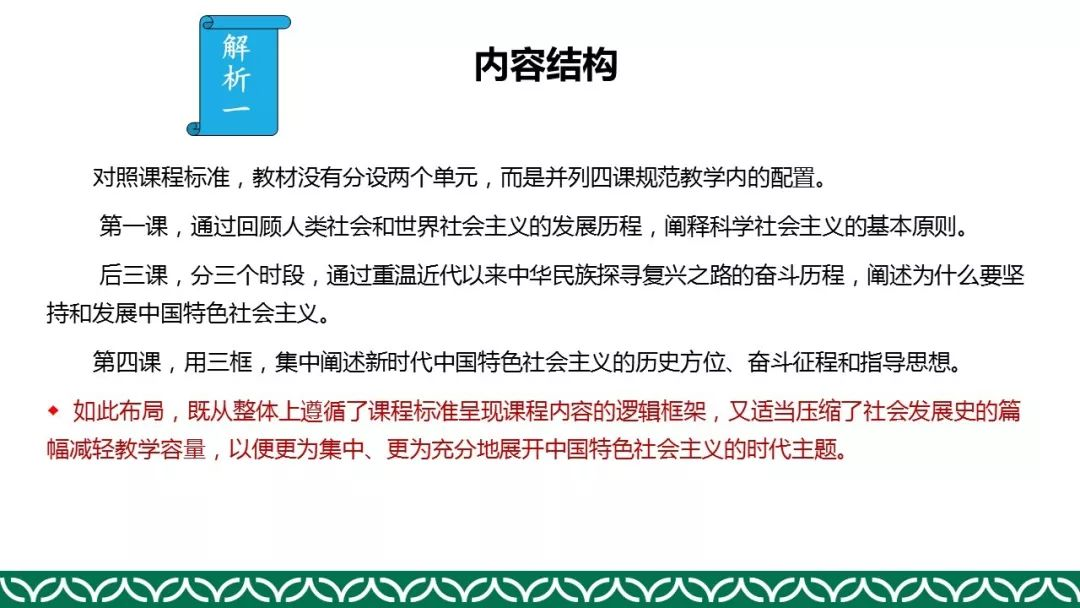 解析一
内容结构
对照课程标准，教材没有分设两个单元，而是并列四课规范教学内的配置。
第一课，通过回顾人类社会和世界社会主义的发展历程，阐释科学社会主义的基本原则。
后三课，分三个时段，通过重温近代以来中华民族探寻复兴之路的奋斗历程，阐述为什么要坚
持和发展中国特色社会主义。
第四课，用三框，集中阐述新时代中国特色社会主义的历史方位、奋斗征程和指导思想。
如此布局，既从整体上遵循了课程标准呈现课程内容的逻辑框架，又适当压缩了社会发展史的篇
幅减轻教学容量，以便更为集中、更为充分地展开中国特色社会主义的时代主题。